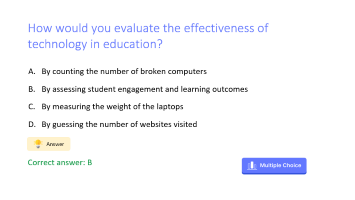 How would you evaluate the effectiveness of
technology in education?
A. By counting the number of broken computers
B. By assessing student engagement and learning outcomes
C. By measuring the weight of the laptops
D. By guessing the number of websites visited
Answer
Correct answer: B
Multiple Choice